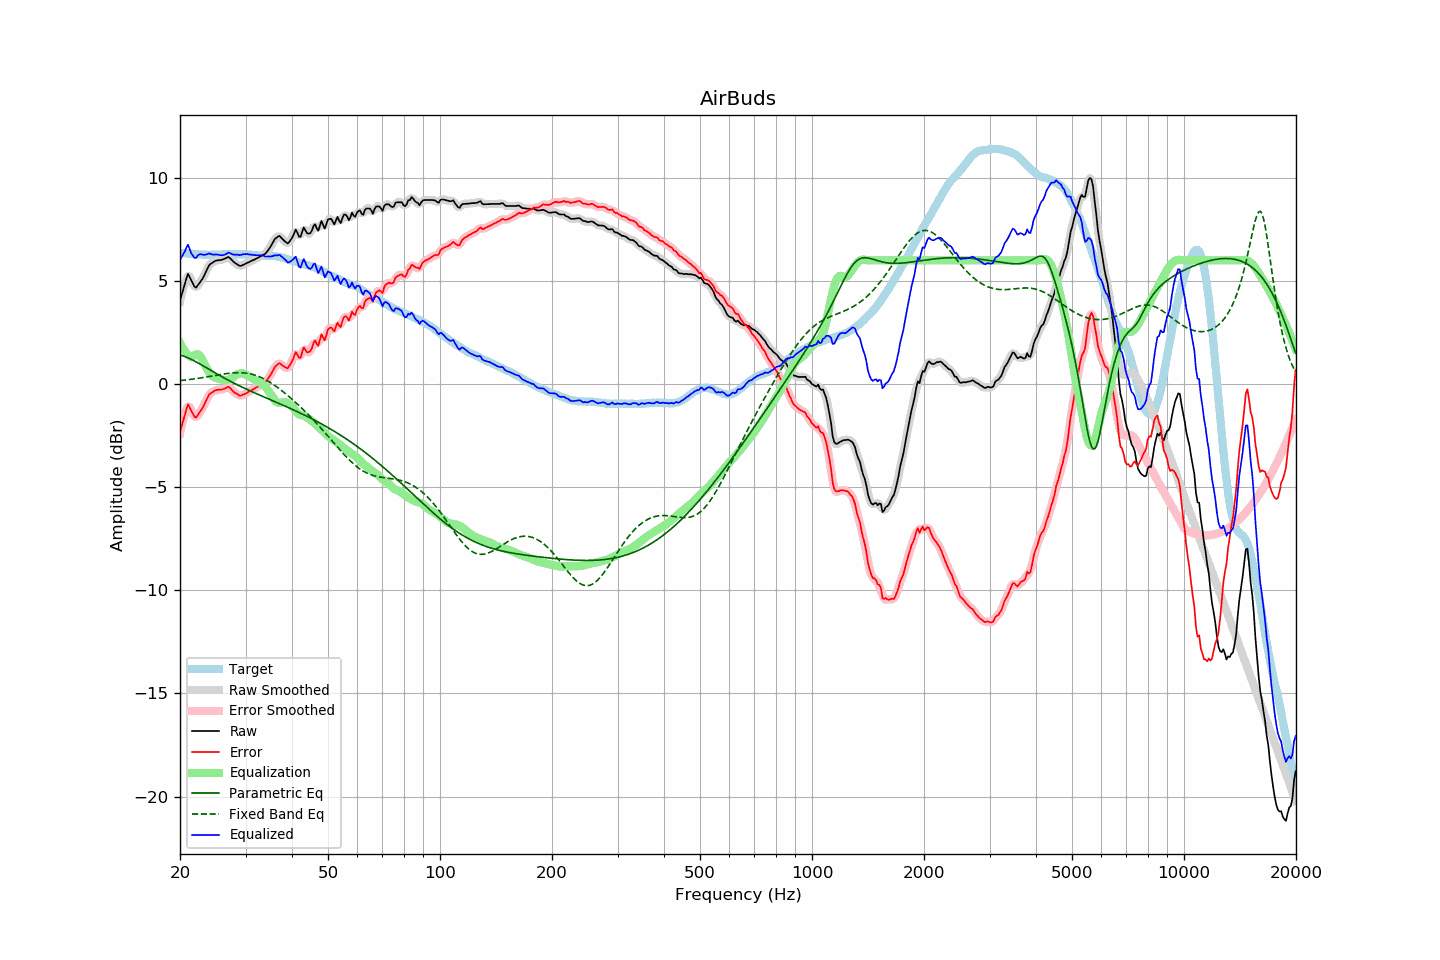 AirBuds
Amplitude (dBr)
10
5
0
−5
−10
−15
−20
Target
Raw Smoothed
Error Smoothed
Raw
Error
Equalization
Parametric Eq
Fixed Band Eq
Equalized
20 50 100 200 500 1000 2000 5000 10000 20000
Frequency (Hz)